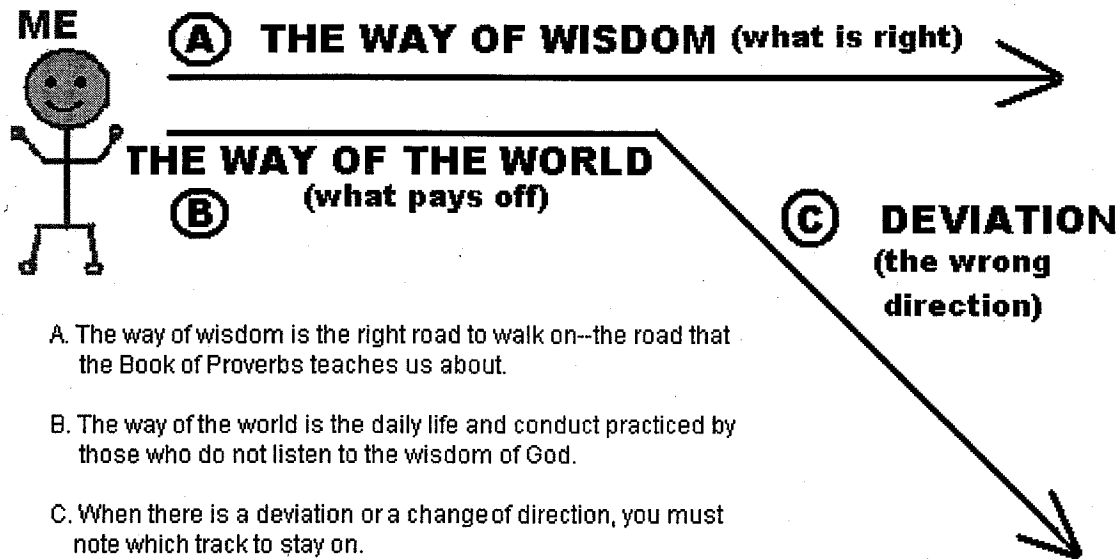 ME
A THE WAY OF WISDOM (what is right)
THE WAY OF THE WORLD
(what pays off)
B
C DEVIATION
(the wrong
direction)
A. The way of wisdom is the right road to walk on--the road that
the Book of Proverbs teaches us about.
B. The way of the world is the daily life and conduct practiced by
those who do not listen to the wisdom of God.
C. When there is a deviation or a change of direction, you must
note which track to stay on.